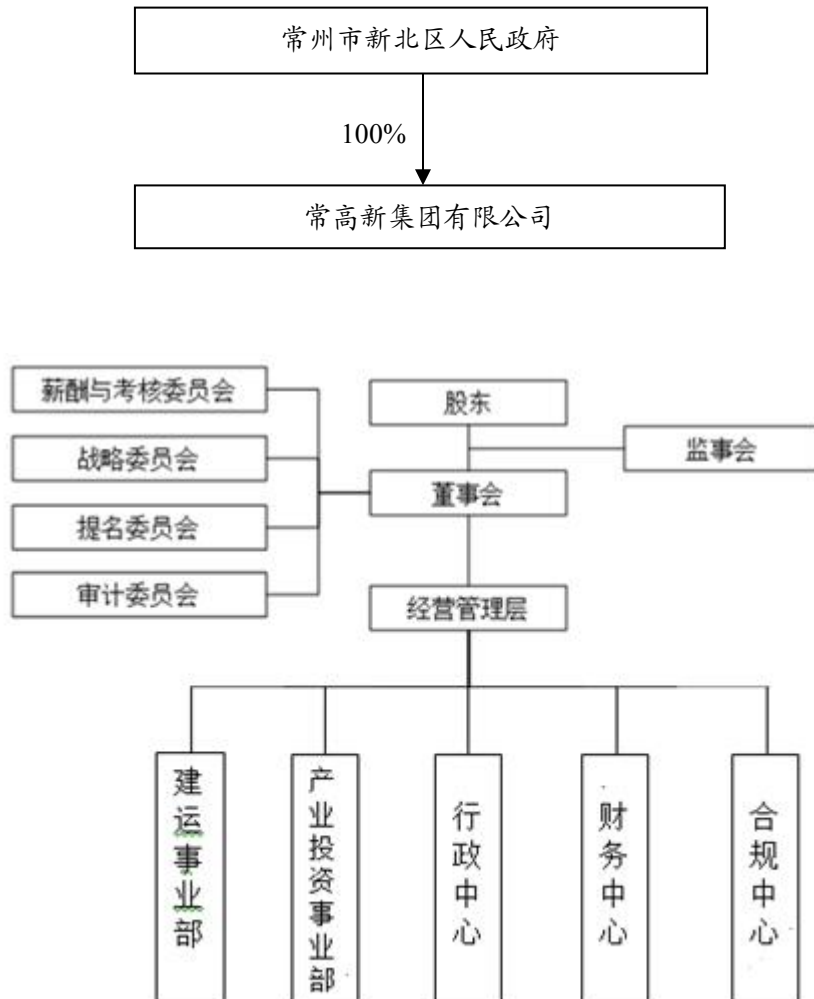 常州市新北区人民政府
100%
常高新集团有限公司
薪酬与考核委员会
股东
战略委员会
监事会
董事会
提名委员会
审计委员会
经营管理层
建运事业部
产业投资事业部
行政中心
财务中心
合规中心